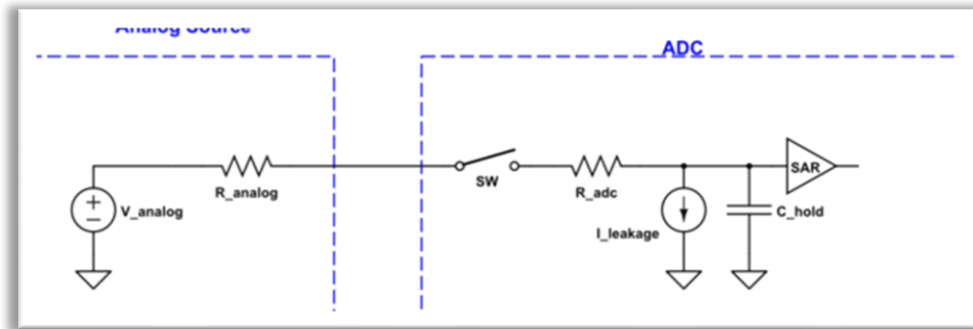 Analog Source
ADC
SW
R_analog
R_adc
SAR
V_analog
I_leakage
C_hold